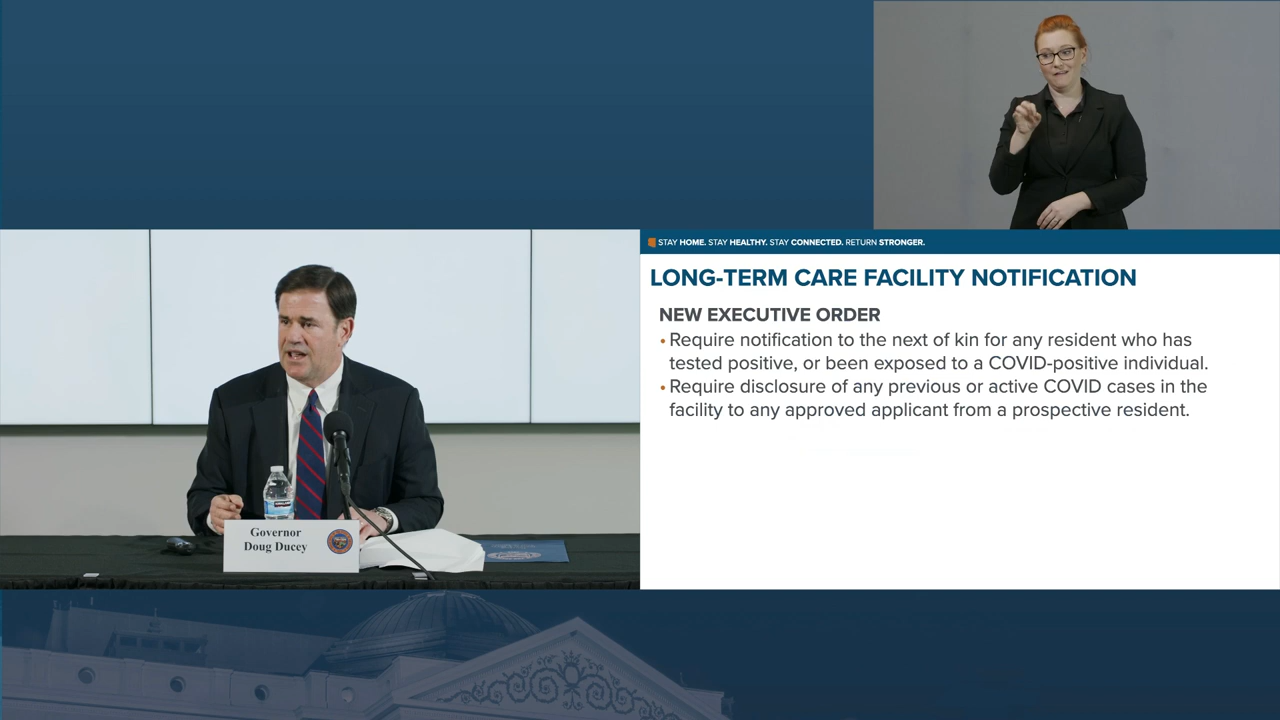 STAY HOME. STAY HEALTHY. STAY CONNECTED. RETURN STRONGER.
LONG-TERM CARE FACILITY NOTIFICATION
NEW EXECUTIVE ORDER
• Require notification to the next of kin for any resident who has
tested positive, or been exposed to a COVID-positive individual.
• Require disclosure of any previous or active COVID cases in the
facility to any approved applicant from a prospective resident.
Governor
Doug Ducey